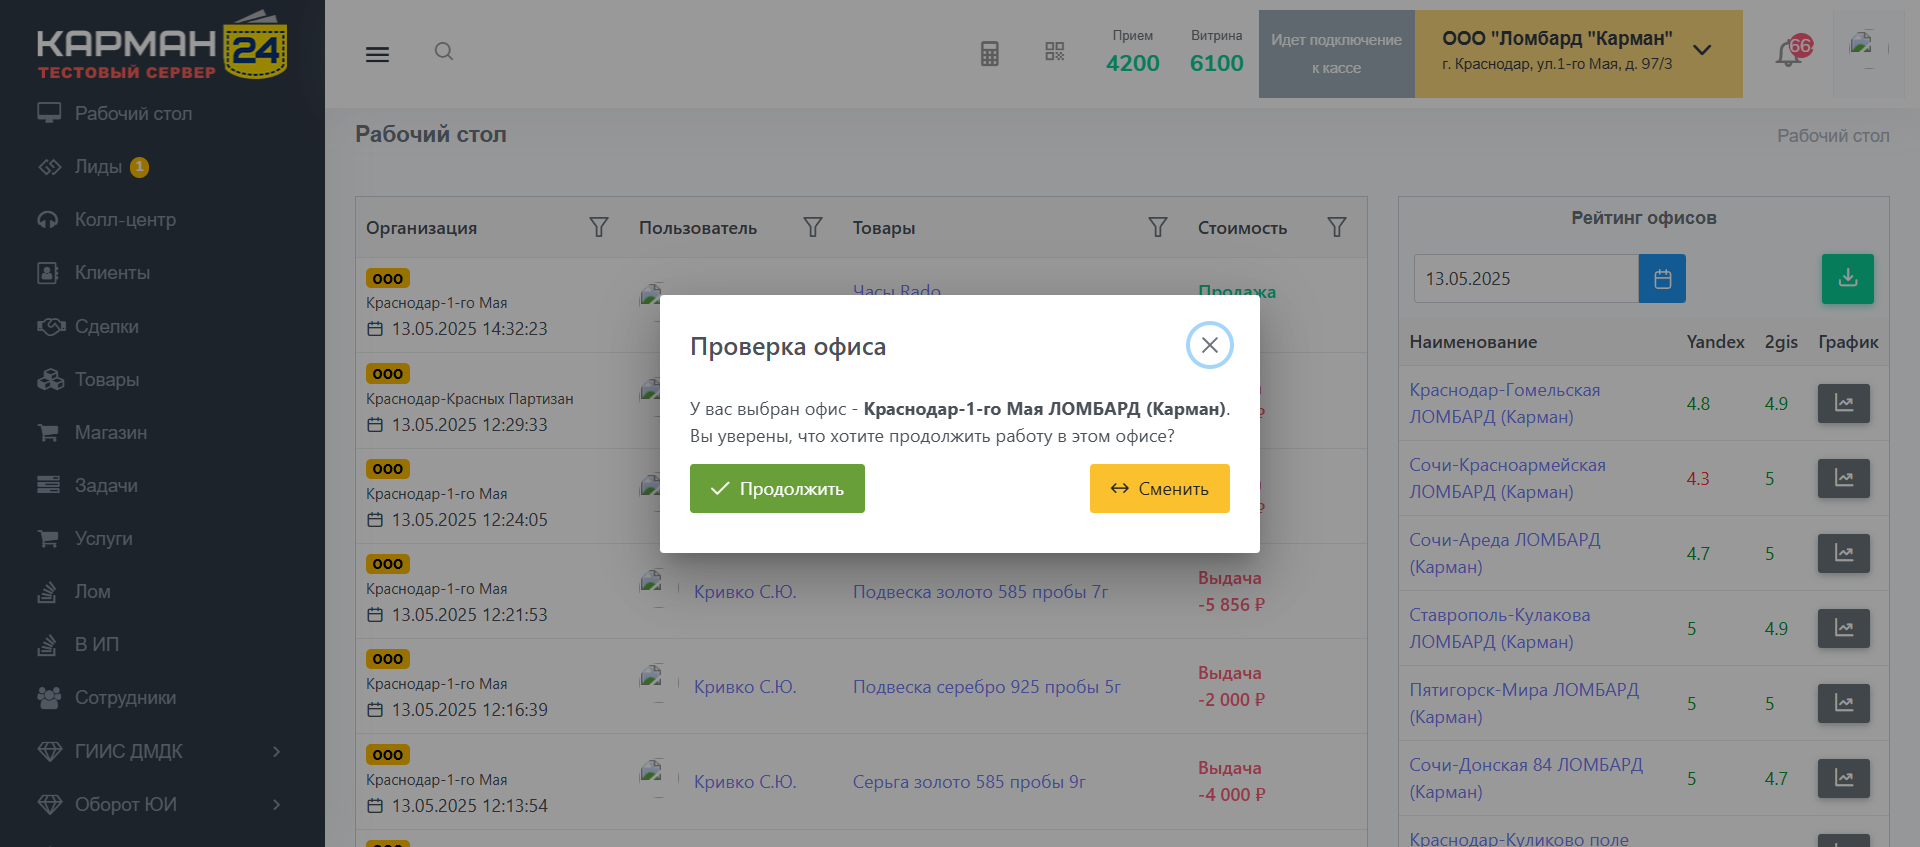 КАРМАН 24
ТЕСТОВЫЙ СЕРВЕР
Рабочий стол
Лиды 1
Колл-центр
Клиенты
Сделки
Товары
Магазин
Задачи
Услуги
Лом
В ИП
Сотрудники
ГИИС ДМДК
Оборот ЮИ
Прием
4200
Витрина
6100
Идет подключение
к кассе
ООО "Ломбард "Карман"
г. Краснодар, ул.1-го Мая, д. 97/3
Рабочий стол
Рабочий стол
Организация Пользователь Товары Стоимость
ООО
Краснодар-1-го Мая
13.05.2025 14:32:23
Часы Rado
Продажа
ООО
Краснодар-Красных Партизан
13.05.2025 12:29:33
ООО
Краснодар-1-го Мая
13.05.2025 12:24:05
ООО
Краснодар-1-го Мая
13.05.2025 12:21:53
Кривко С.Ю.
Подвеска золото 585 пробы 7г
Выдача
-5 856 ₽
ООО
Краснодар-1-го Мая
13.05.2025 12:16:39
Кривко С.Ю.
Подвеска серебро 925 пробы 5г
Выдача
-2 000 ₽
ООО
Краснодар-1-го Мая
13.05.2025 12:13:54
Кривко С.Ю.
Серьга золото 585 пробы 9г
Выдача
-4 000 ₽
ООО
Проверка офиса
У вас выбран офис - Краснодар-1-го Мая ЛОМБАРД (Карман).
Вы уверены, что хотите продолжить работу в этом офисе?
Продолжить
Сменить
Рейтинг офисов
13.05.2025
Наименование Yandex 2gis График
Краснодар-Гомельская
ЛОМБАРД (Карман)
4.8 4.9
Сочи-Красноармейская
ЛОМБАРД (Карман)
4.3 5
Сочи-Ареда ЛОМБАРД
(Карман)
4.7 5
Ставрополь-Кулакова
ЛОМБАРД (Карман)
5 4.9
Пятигорск-Мира ЛОМБАРД
(Карман)
5 5
Сочи-Донская 84 ЛОМБАРД
(Карман)
5 4.7
Краснодар-Куликово поле